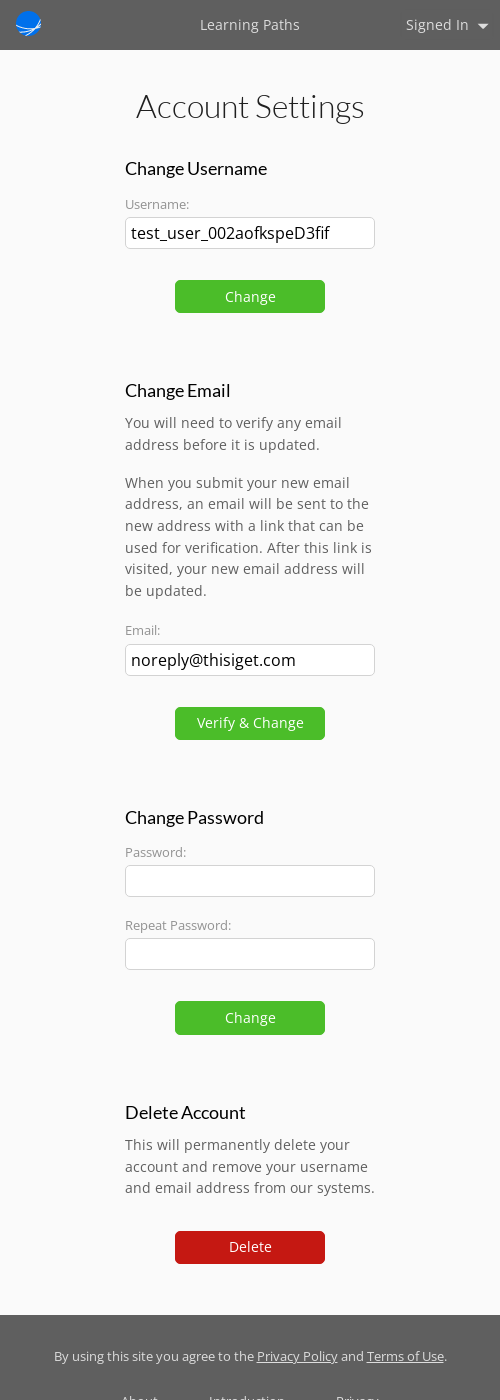 Learning Paths
Signed In
Account Settings
Change Username
Username:
test_user_002aofkspeD3fif
Change
Change Email
You will need to verify any email
address before it is updated.
When you submit your new email
address, an email will be sent to the
new address with a link that can be
used for verification. After this link is
visited, your new email address will
be updated.
Email:
noreply@thisiget.com
Verify & Change
Change Password
Password:
Repeat Password:
Change
Delete Account
This will permanently delete your
account and remove your username
and email address from our systems.
Delete
By using this site you agree to the Privacy Policy and Terms of Use.
About Introduction Privacy